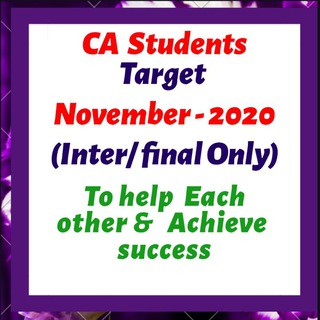 CA Students
Target
November - 2020
(Inter/final Only)
To help Each
other & Achieve
success